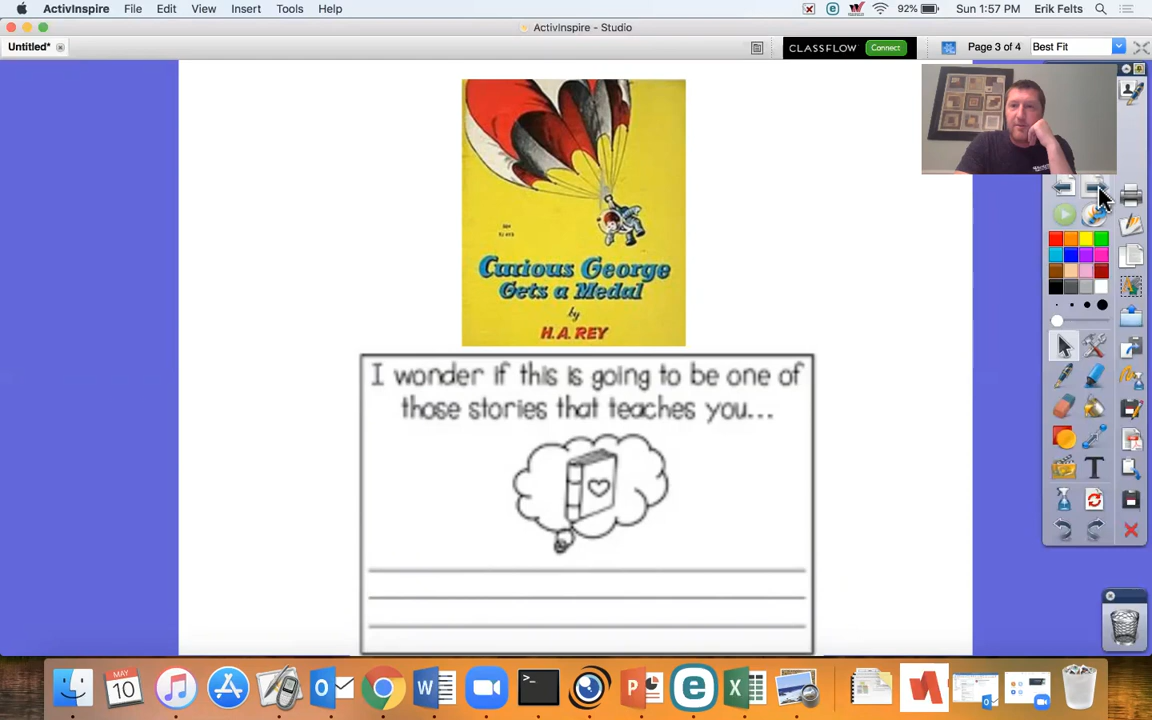 ActivInspire File Edit View Insert Tools Help 92% Sun 1:57 PM Erik Felts
ActivInspire - Studio
Untitled* CLASSFLOW Connect Page 3 of 4 Best Fit
Curious George
Gets a Medal
by
H.A. REY
I wonder if this is going to be one of
those stories that teaches you...
MAY
10